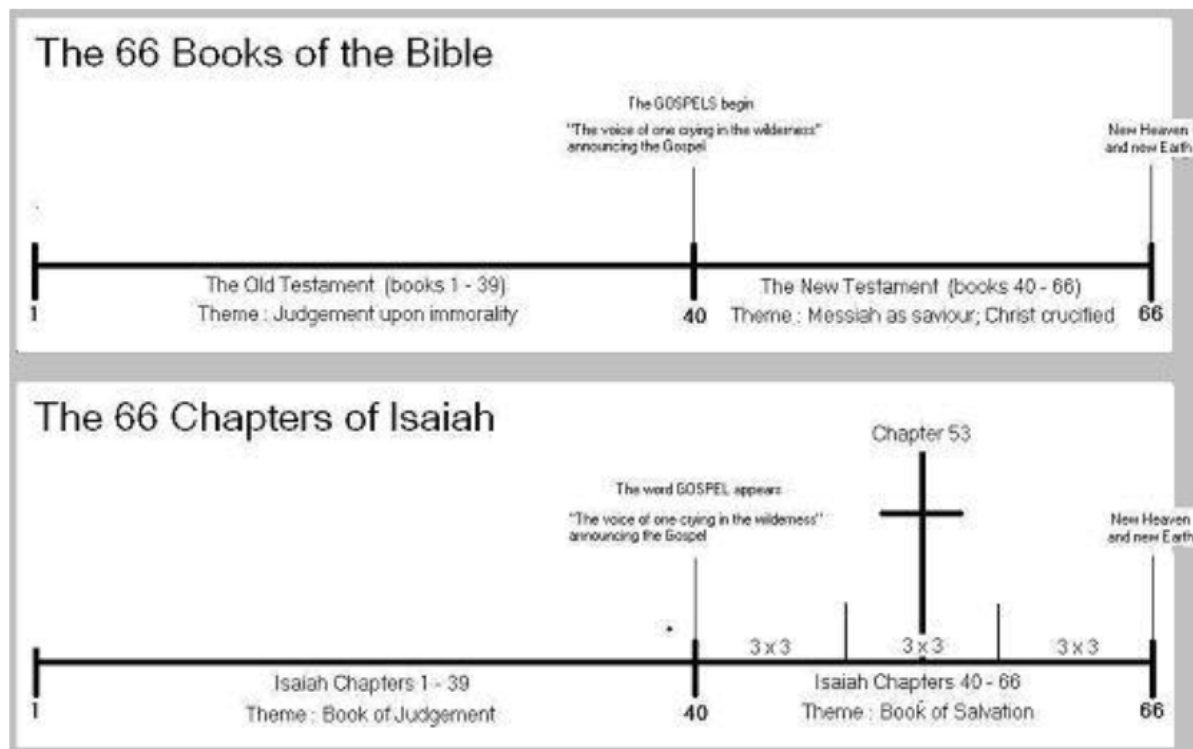 The 66 Books of the Bible
The GOSPELS begin
"The voice of one crying in the wilderness"
announcing the Gospel
New Heaven
and new Earth
The Old Testament (books 1 - 39)
The New Testament (books 40 - 66)
1
Theme : Judgement upon immorality
40
Theme : Messiah as saviour; Christ crucified
66
The 66 Chapters of Isaiah
Chapter 53
The word GOSPEL appears
"The voice of one crying in the wilderness"
announcing the Gospel
New Heaven
and new Earth
3 x 3
3 x 3
3 x 3
Isaiah Chapters 1 - 39
Isaiah Chapters 40 - 66
1
Theme : Book of Judgement
40
Theme : Book of Salvation
66